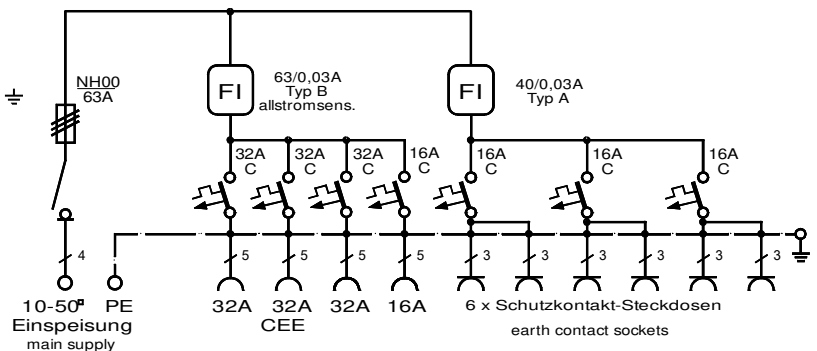 NH00
63A
FI
63/0,03A
Typ B
allstromsens.
FI
40/0,03A
Typ A
32A
C
32A
C
32A
C
16A
C
16A
C
16A
C
16A
C
4
5
5
5
5
3
3
3
3
3
3
10-50¤
PE
32A
32A
32A
16A
6 x Schutzkontakt-Steckdosen
Einspeisung
CEE
main supply
earth contact sockets